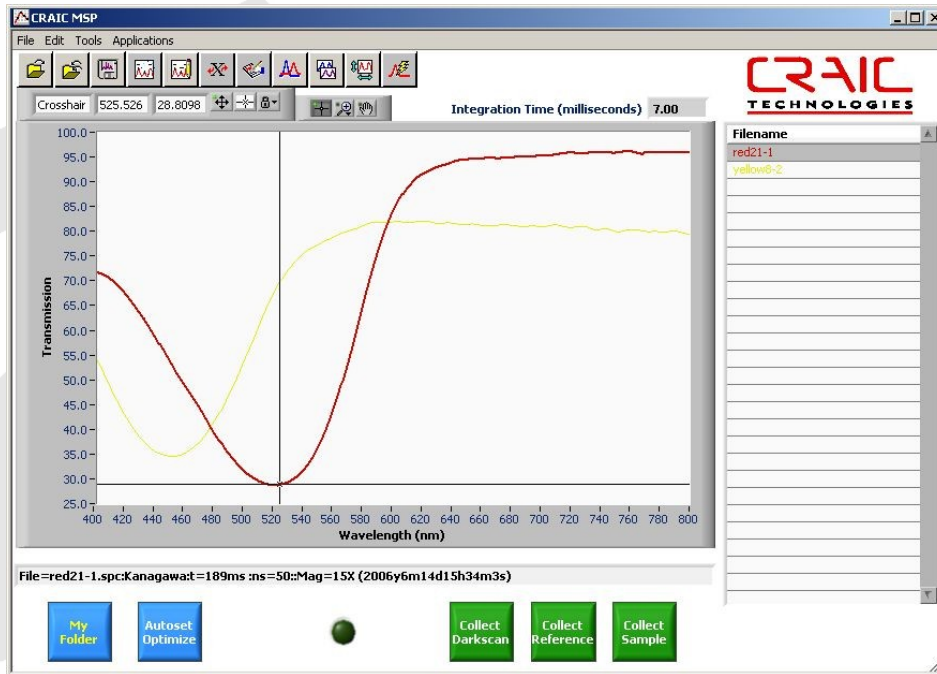 CRAIC MSP
File Edit Tools Applications
Crosshair 525.526 28.8098
Integration Time (milliseconds) 7.00
CRAIC
TECHNOLOGIES
Filename
red21-1
yellow6-2
100.0
95.0
90.0
85.0
80.0
75.0
70.0
65.0
60.0
55.0
50.0
45.0
40.0
35.0
30.0
25.0
Transmission
400 420 440 460 480 500 520 540 560 580 600 620 640 660 680 700 720 740 760 780 800
Wavelength (nm)
File=red21-1.spc:Kanagawa:t=189ms :ns=50::Mag=15X (2006y6m14d15h34m3s)
My
Folder
Autoset
Optimize
Collect
Darkscan
Collect
Reference
Collect
Sample